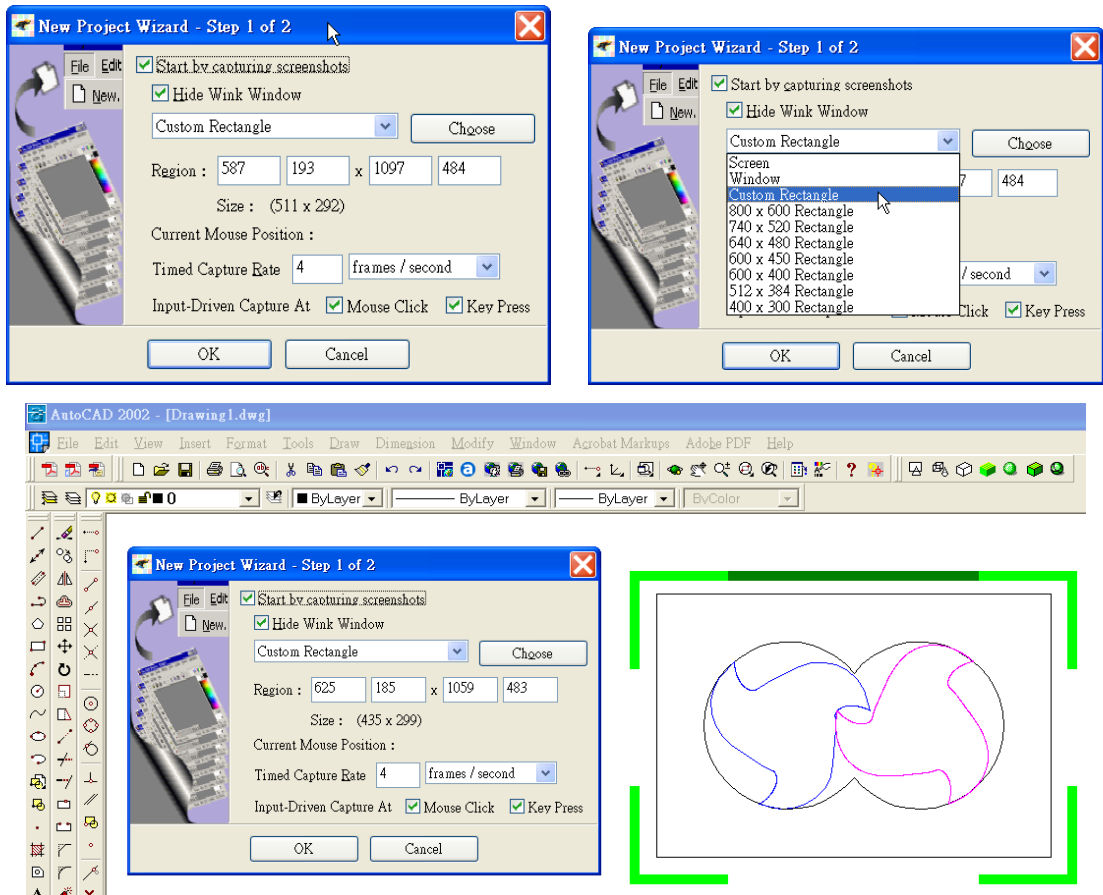 New Project Wizard - Step 1 of 2
File Edit
New.
Start by capturing screenshots
Hide Wink Window
Custom Rectangle
Choose
Region : 587 193 x 1097 484
Size : (511 x 292)
Current Mouse Position :
Timed Capture Rate 4 frames / second
Input-Driven Capture At Mouse Click Key Press
OK Cancel
New Project Wizard - Step 1 of 2
File Edit
New.
Start by capturing screenshots
Hide Wink Window
Custom Rectangle
Choose
Screen
Window
Custom Rectangle
7 484
800 x 600 Rectangle
740 x 520 Rectangle
640 x 480 Rectangle
600 x 450 Rectangle
600 x 400 Rectangle
/ second
512 x 384 Rectangle
400 x 300 Rectangle
Click Key Press
OK Cancel
AutoCAD 2002 - [Drawing1.dwg]
File Edit View Insert Format Tools Draw Dimension Modify Window Acrobat Markups Adobe PDF Help
0 ByLayer ByLayer ByLayer ByColor
New Project Wizard - Step 1 of 2
File Edit
New.
Start by capturing screenshots
Hide Wink Window
Custom Rectangle
Choose
Region : 625 185 x 1059 483
Size : (435 x 299)
Current Mouse Position :
Timed Capture Rate 4 frames / second
Input-Driven Capture At Mouse Click Key Press
OK Cancel
A